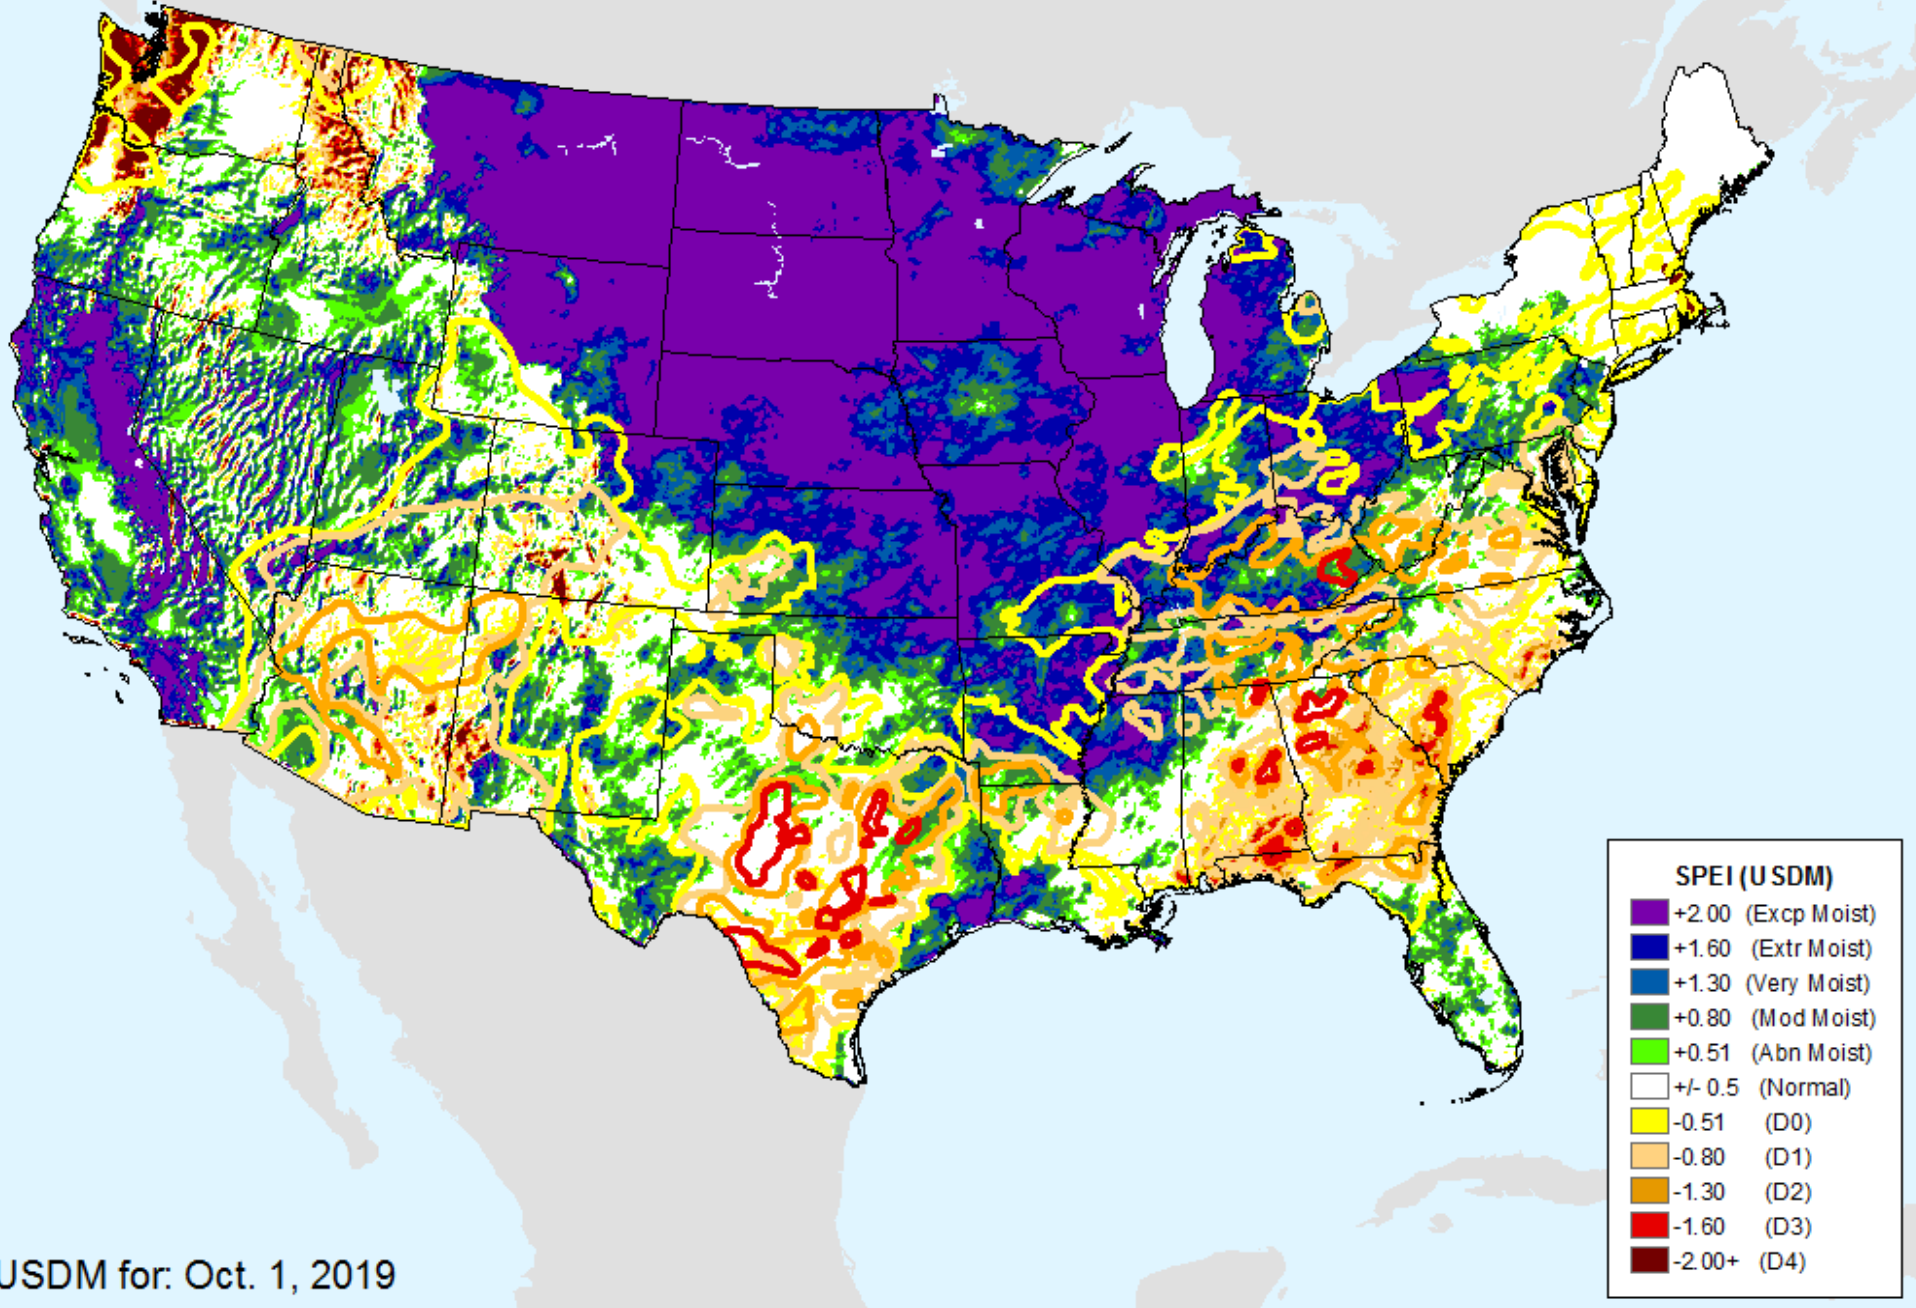 SPEI (USDM)
+2.00 (Excp Moist)
+1.60 (Extr Moist)
+1.30 (Very Moist)
+0.80 (Mod Moist)
+0.51 (Abn Moist)
+/- 0.5 (Normal)
-0.51 (D0)
-0.80 (D1)
-1.30 (D2)
-1.60 (D3)
-2.00+ (D4)
USDM for: Oct. 1, 2019